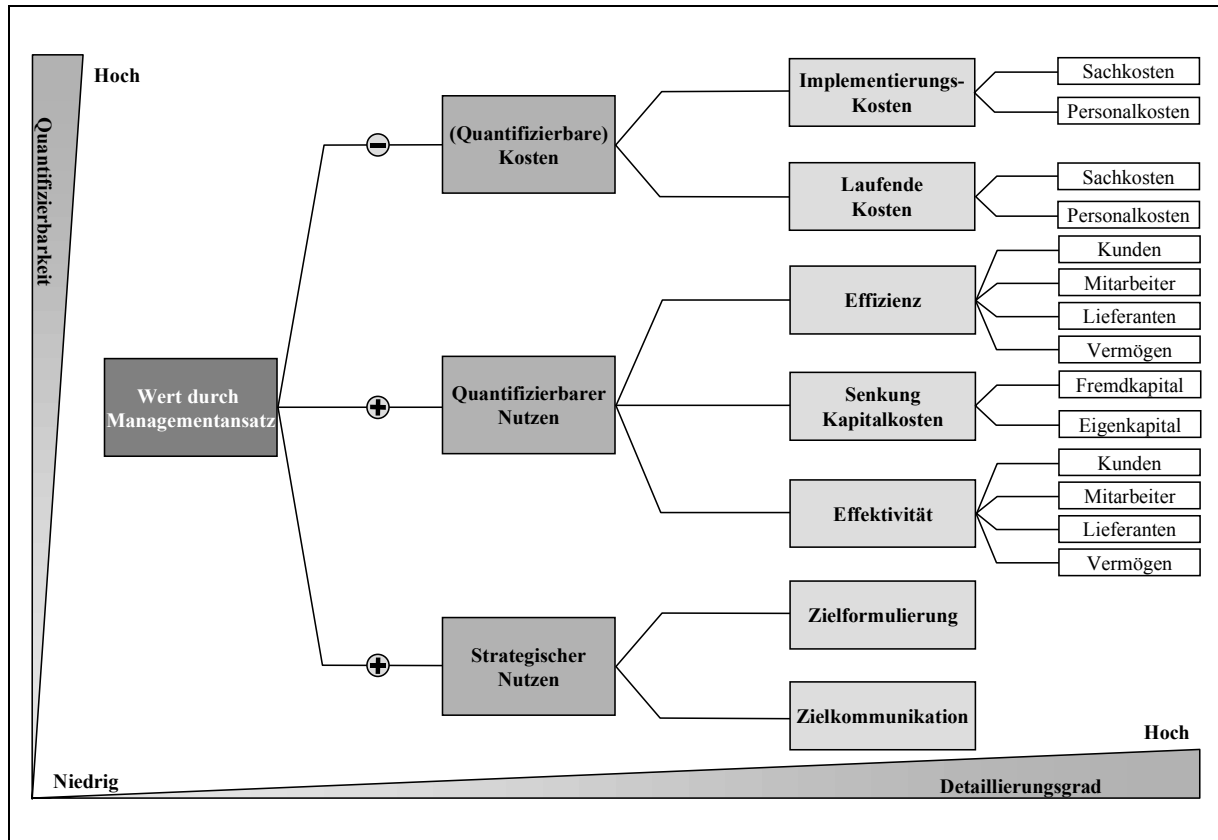 Hoch
Quantifizierbarkeit
Wert durch
Managementansatz
(Quantifizierbare)
Kosten
Implementierungs-
Kosten
Sachkosten
Personalkosten
Laufende
Kosten
Sachkosten
Personalkosten
Quantifizierbarer
Nutzen
Effizienz
Kunden
Mitarbeiter
Lieferanten
Vermögen
Senkung
Kapitalkosten
Fremdkapital
Eigenkapital
Effektivität
Kunden
Mitarbeiter
Lieferanten
Vermögen
Strategischer
Nutzen
Zielformulierung
Zielkommunikation
Hoch
Niedrig
Detaillierungsgrad